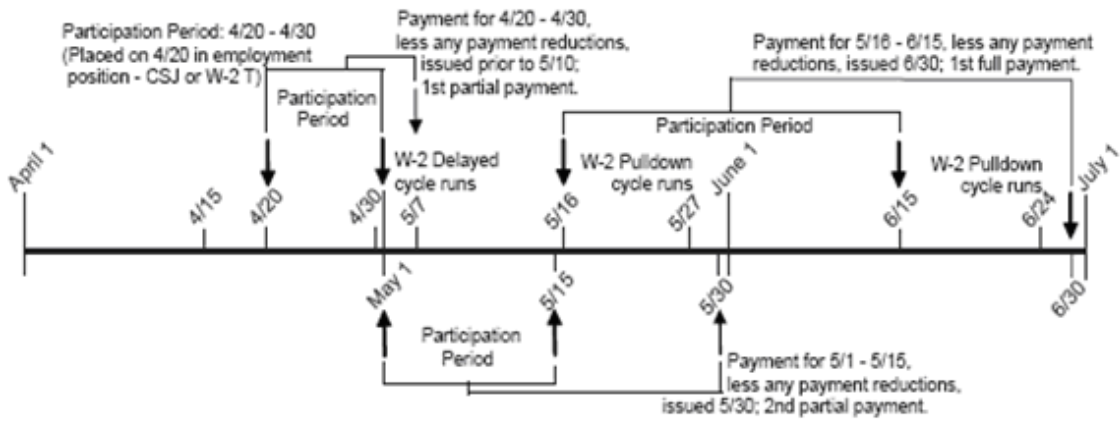 Participation Period: 4/20 - 4/30
(Placed on 4/20 in employment
position - CSJ or W-2 T)
Payment for 4/20 - 4/30,
less any payment reductions,
issued prior to 5/10;
1st partial payment.
Payment for 5/16 - 6/15, less any payment
reductions, issued 6/30; 1st full payment.
Participation
Period
Participation Period
W-2 Delayed
cycle runs
W-2 Pulldown
cycle runs
W-2 Pulldown
cycle runs
April 1
4/15
4/20
4/30
5/7
5/16
5/27
June 1
6/15
6/24
July 1
May 1
5/15
5/30
6/30
Participation
Period
Payment for 5/1 - 5/15,
less any payment reductions,
issued 5/30; 2nd partial payment.